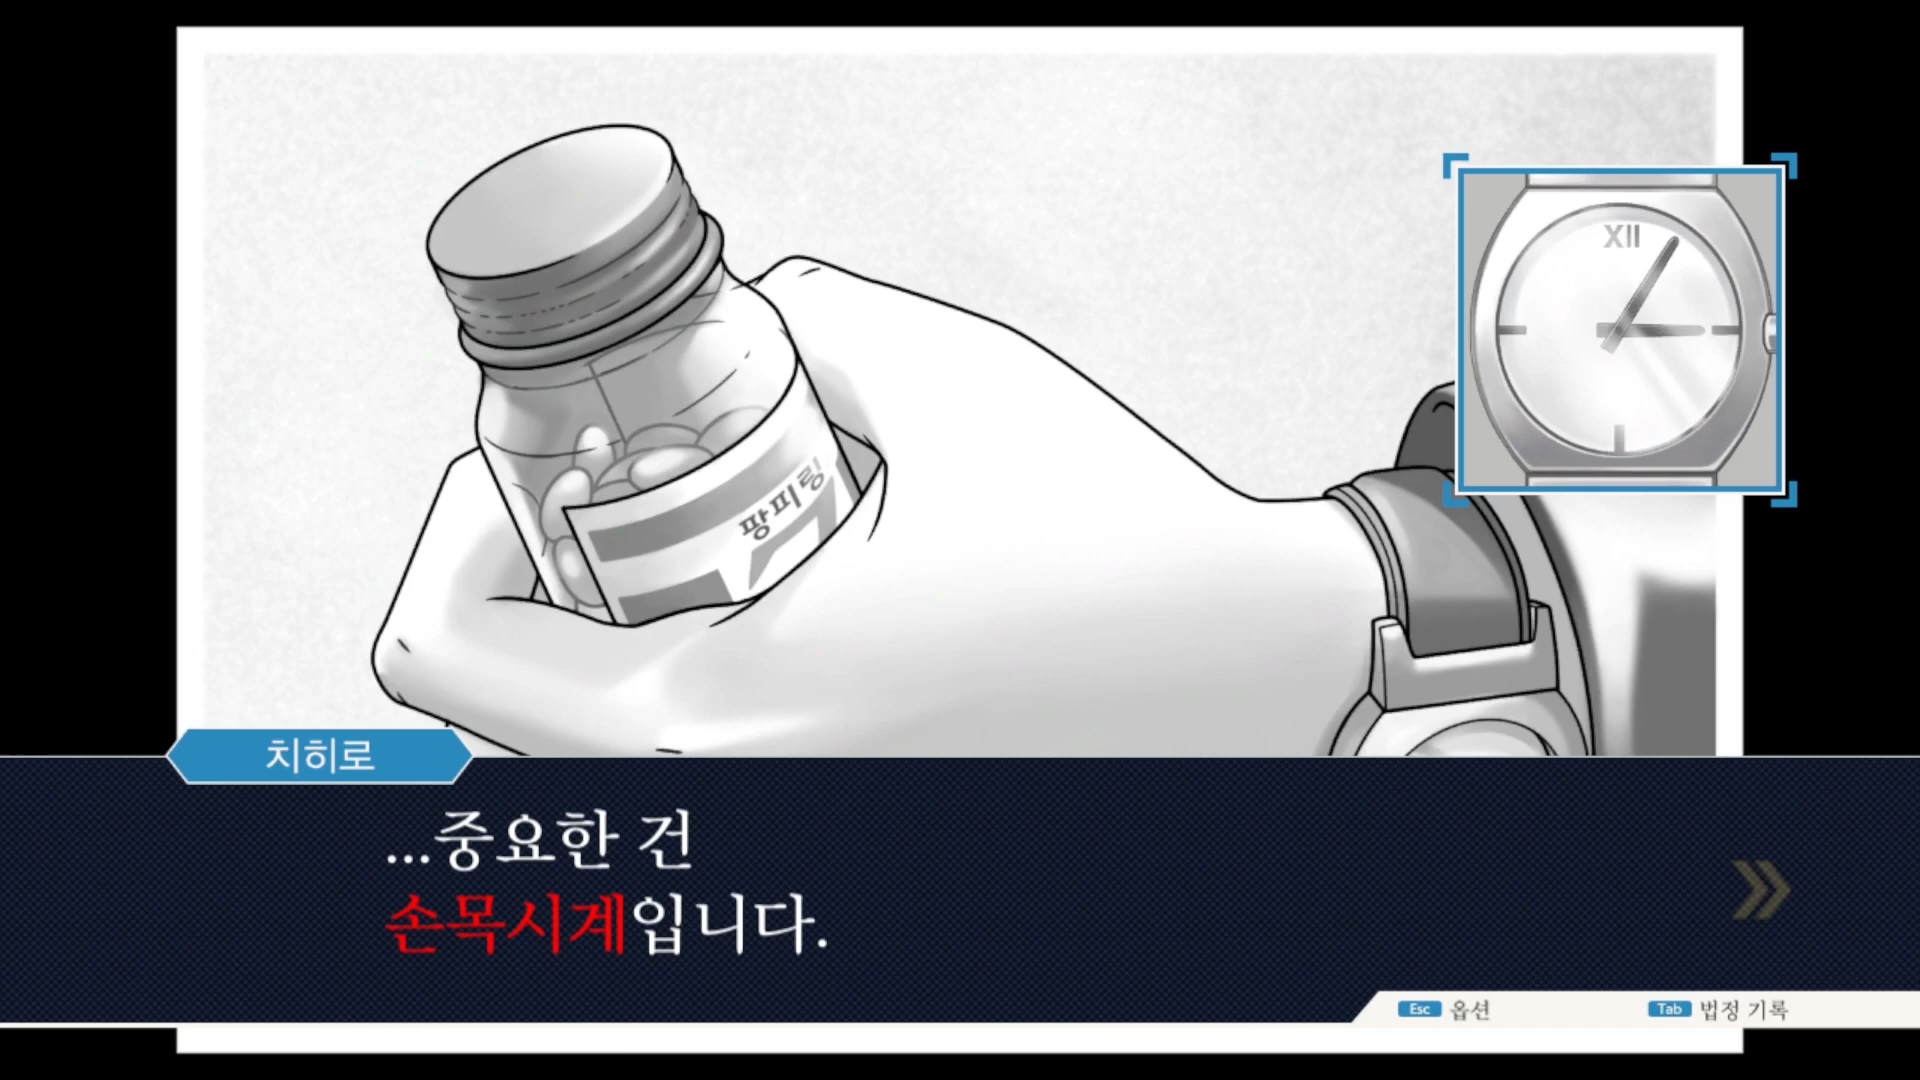 XII
팡피링
치히로
...중요한 건
손목시계입니다.
Esc 옵션
Tab 법정 기록